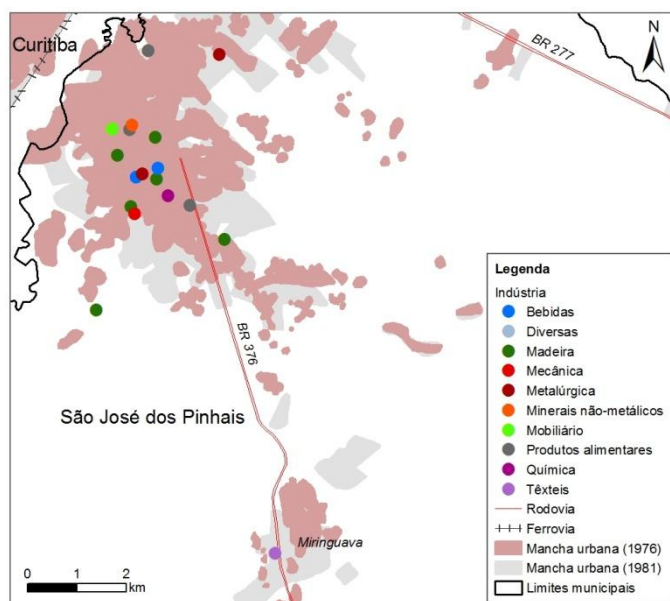 Curitiba
BR 277
N
BR 376
São José dos Pinhais
Miringuava
0 1 2
km
Legenda
Indústria
Bebidas
Diversas
Madeira
Mecânica
Metalúrgica
Minerais não-metálicos
Mobiliário
Produtos alimentares
Química
Têxteis
Rodovia
Ferrovia
Mancha urbana (1976)
Mancha urbana (1981)
Limites municipais